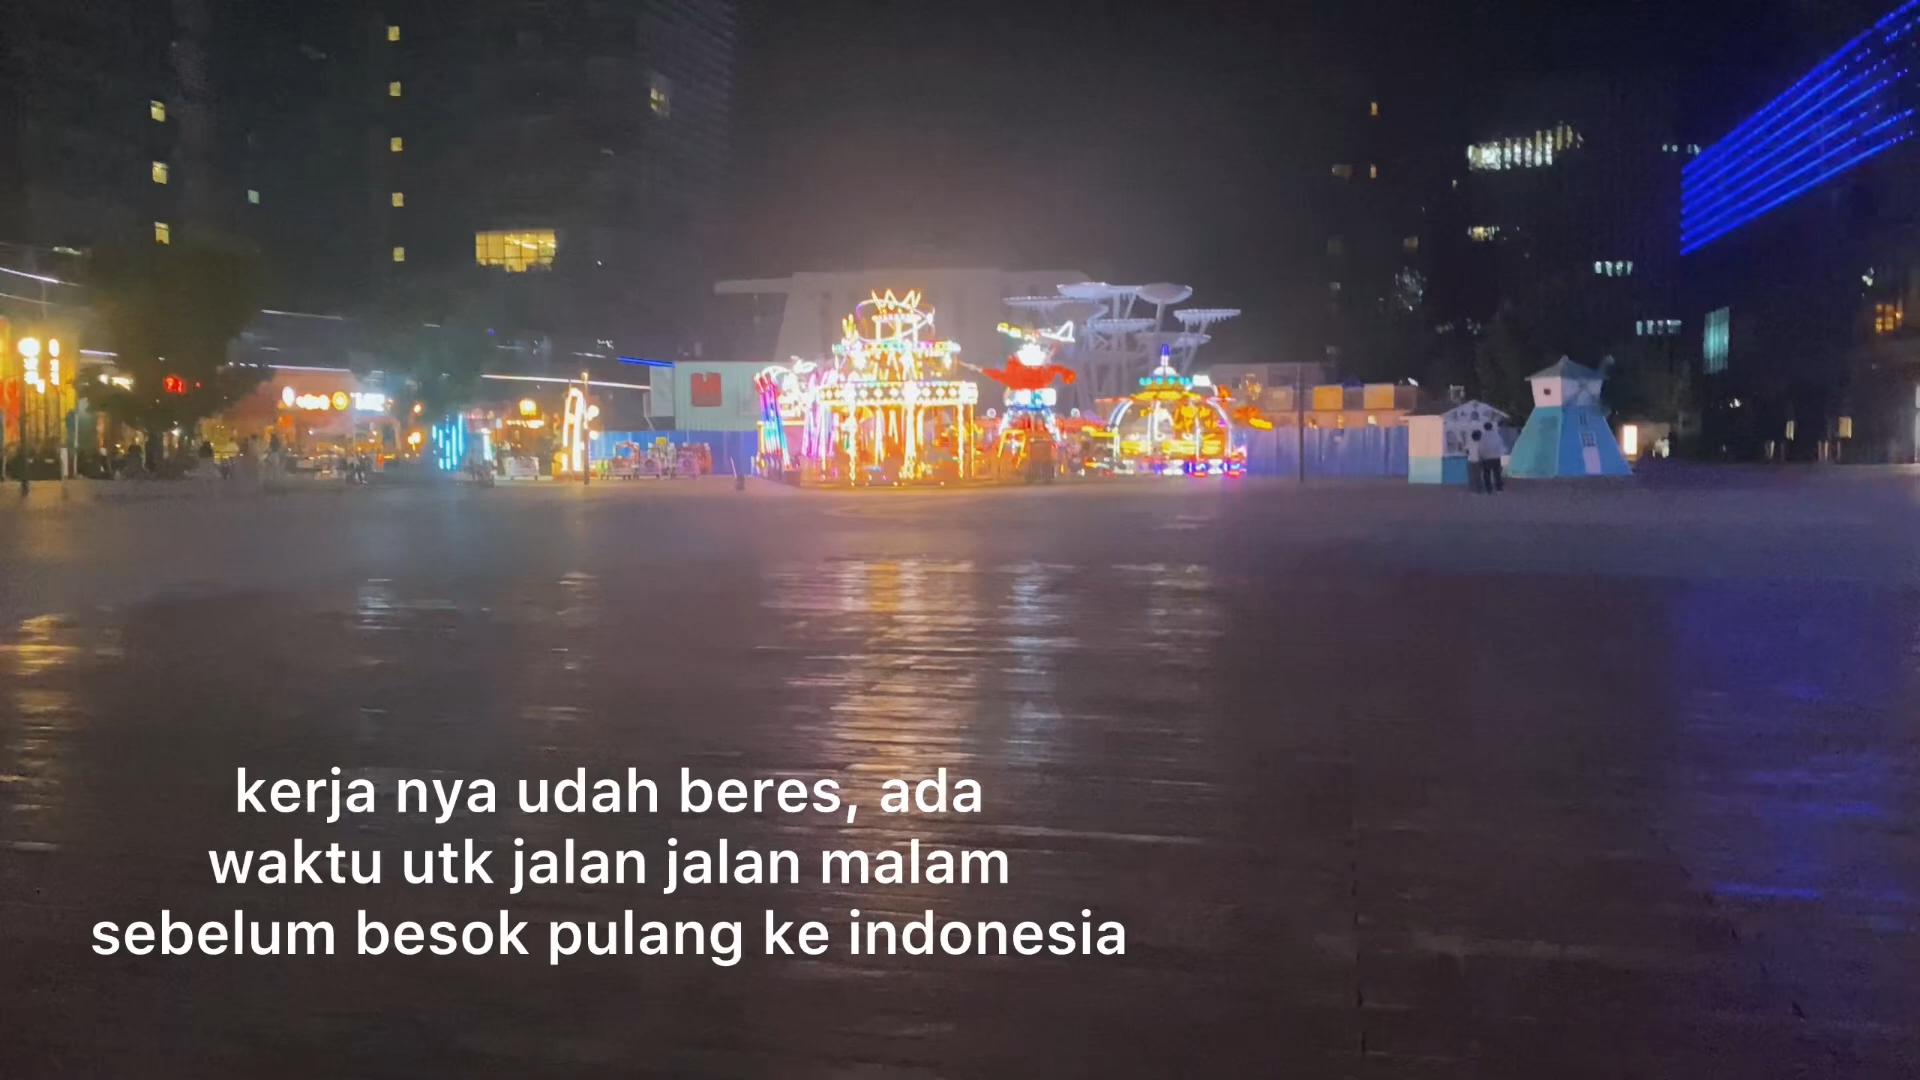 kerja nya udah beres, ada
waktu utk jalan jalan malam
sebelum besok pulang ke indonesia